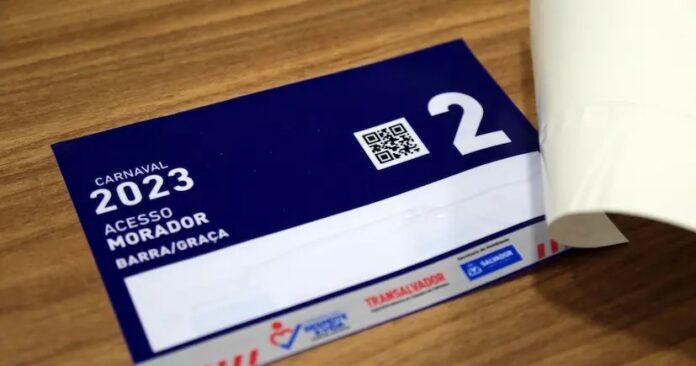 CARNAVAL
2023
ACESSO
MORADOR
BARRA/GRAÇA
2
TRANSALVADOR
SALVADOR